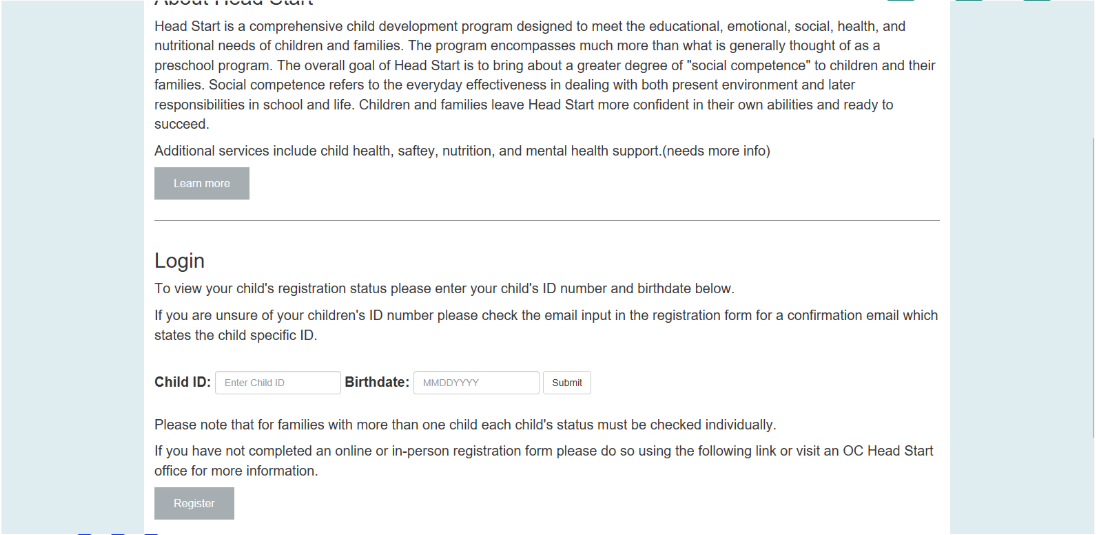 About Head Start
Head Start is a comprehensive child development program designed to meet the educational, emotional, social, health, and
nutritional needs of children and families. The program encompasses much more than what is generally thought of as a
preschool program. The overall goal of Head Start is to bring about a greater degree of "social competence" to children and their
families. Social competence refers to the everyday effectiveness in dealing with both present environment and later
responsibilities in school and life. Children and families leave Head Start more confident in their own abilities and ready to
succeed.
Additional services include child health, saftey, nutrition, and mental health support.(needs more info)
Learn more
Login
To view your child's registration status please enter your child's ID number and birthdate below.
If you are unsure of your children's ID number please check the email input in the registration form for a confirmation email which
states the child specific ID.
Child ID: Enter Child ID Birthdate: MMDDYYYY Submit
Please note that for families with more than one child each child's status must be checked individually.
If you have not completed an online or in-person registration form please do so using the following link or visit an OC Head Start
office for more information.
Register